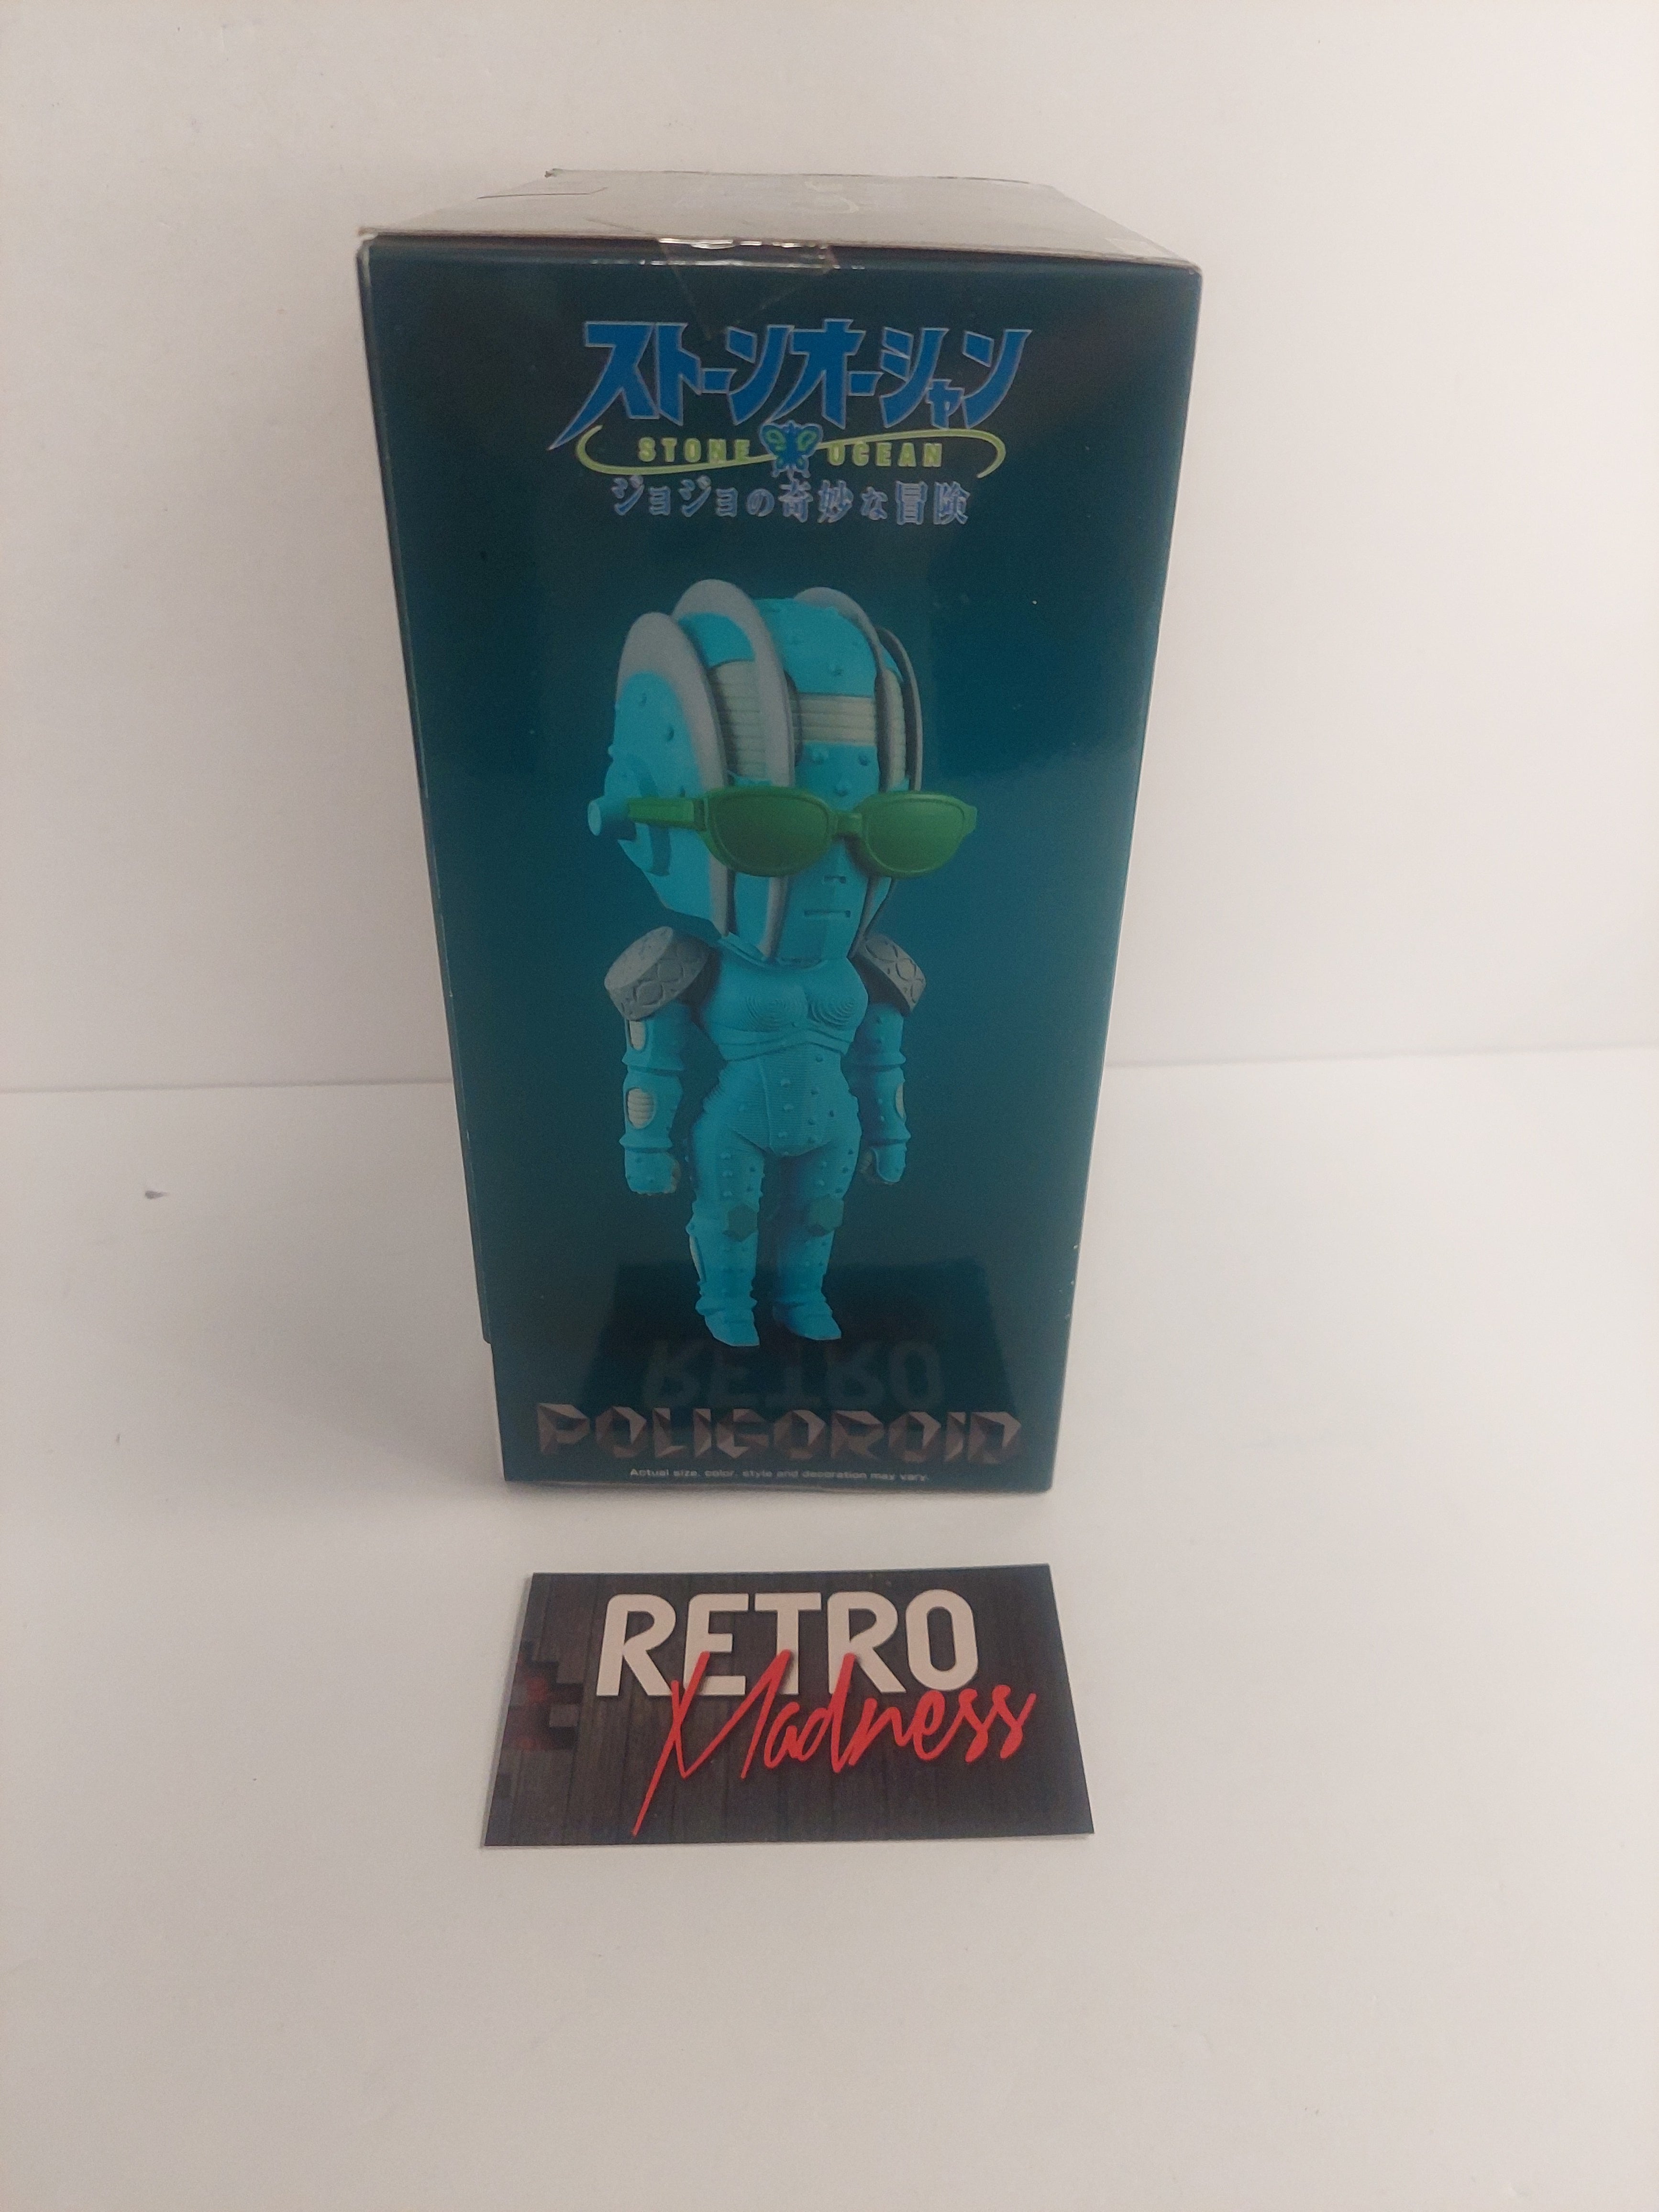 ストーンオーシャン
STONE OCEAN
ジョジョの奇妙な冒険
RETRO
POLIGOROID
Actual size, color, style and decoration may vary.
RETRO
Madness